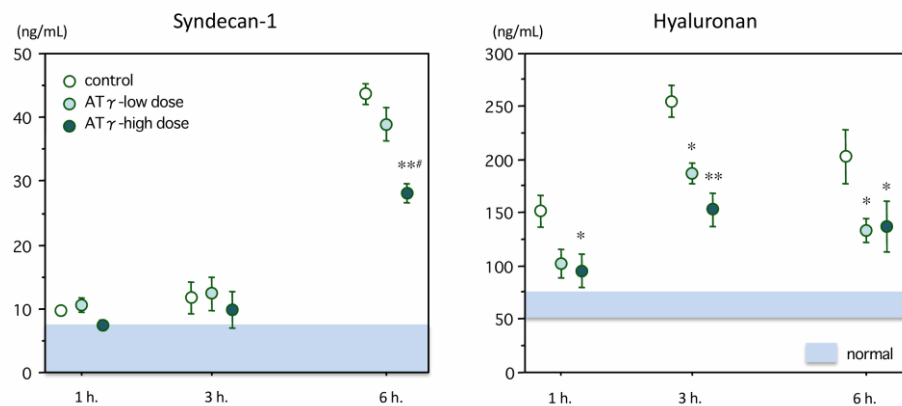 Syndecan-1
(ng/mL)
50
40
30
20
10
0
control
ATγ-low dose
ATγ-high dose
**#
1 h.
3 h.
6 h.
Hyaluronan
(ng/mL)
300
250
200
150
100
50
0
*
*
**
*
*
normal
1 h.
3 h.
6 h.